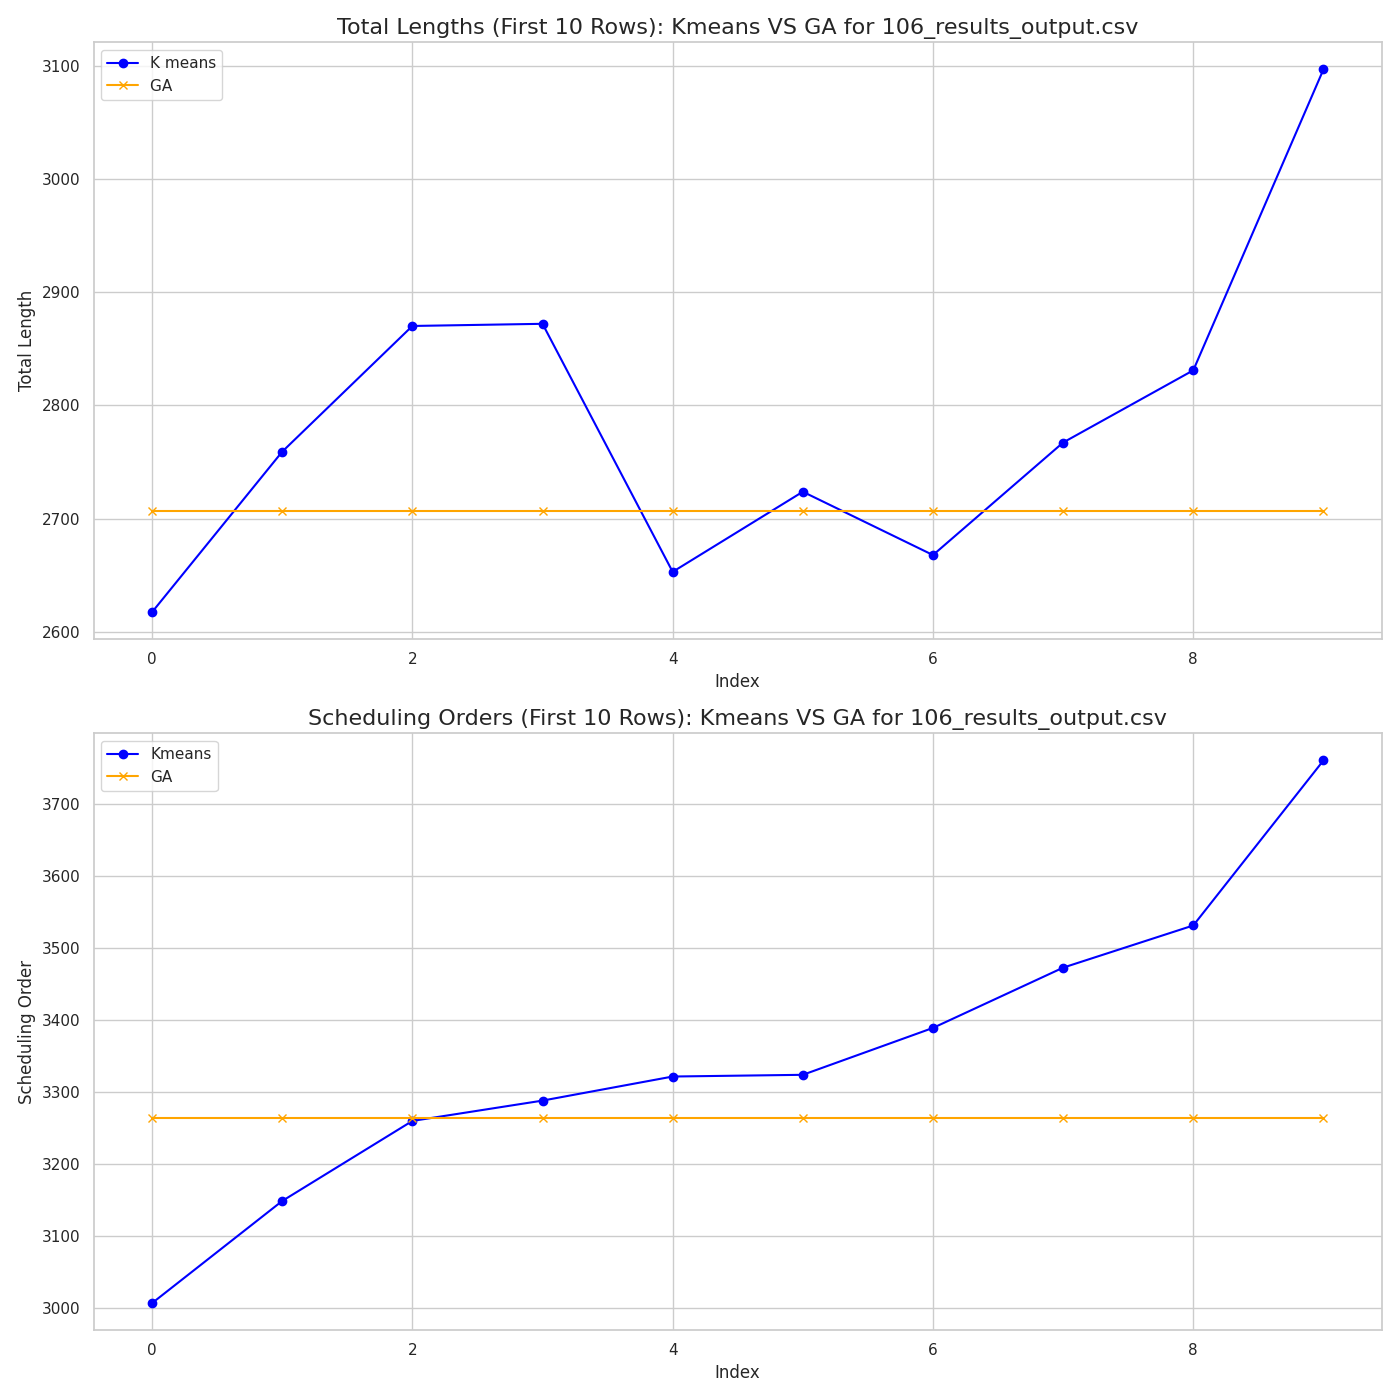 Total Lengths (First 10 Rows): Kmeans VS GA for 106_results_output.csv
K means
GA
3100
3000
2900
2800
2700
2600
Total Length
0 2 4 6 8
Index
Scheduling Orders (First 10 Rows): Kmeans VS GA for 106_results_output.csv
Kmeans
GA
3700
3600
3500
3400
3300
3200
3100
3000
Scheduling Order
0 2 4 6 8
Index